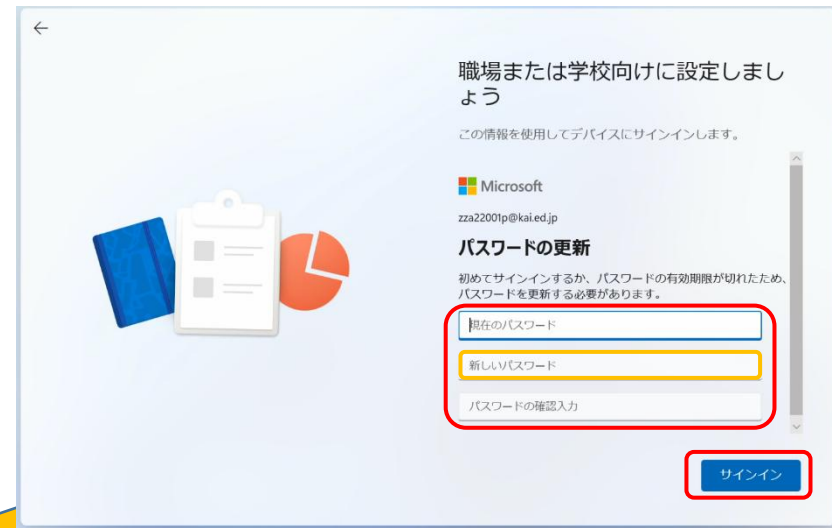 職場または学校向けに設定しまし
ょう
この情報を使用してデバイスにサインインします。
Microsoft
zza22001p@kai.ed.jp
パスワードの更新
初めてサインインするか、パスワードの有効期限が切れたため、
パスワードを更新する必要があります。
現在のパスワード
新しいパスワード
パスワードの確認入力
サインイン